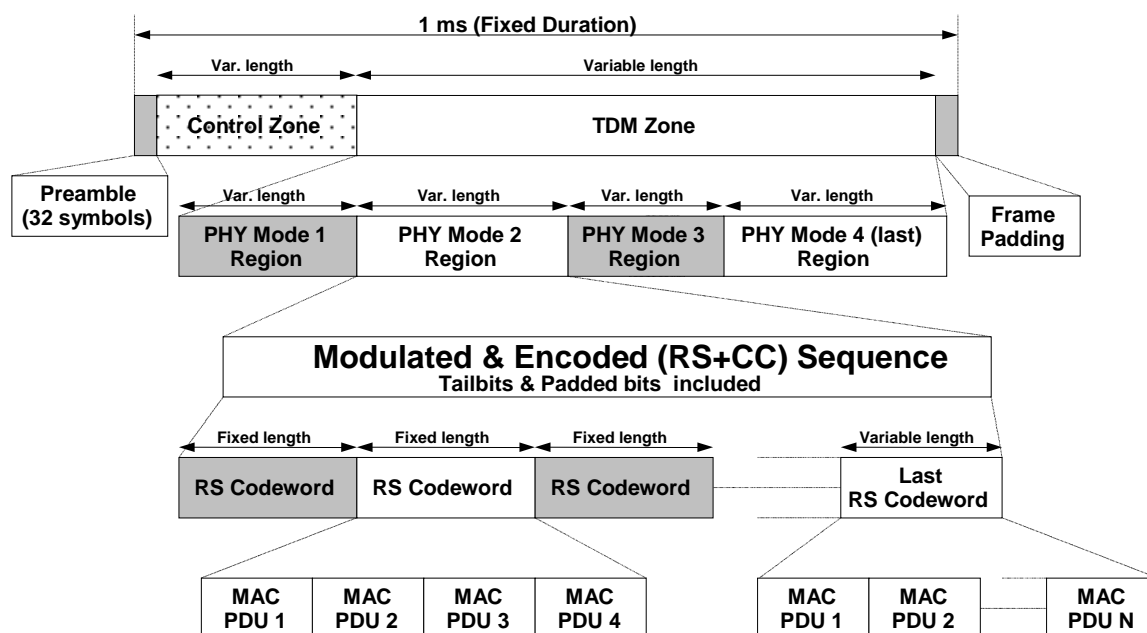 1 ms (Fixed Duration)
Var. length
Variable length
Control Zone
TDM Zone
Preamble
(32 symbols)
Var. length
Var. length
Var. length
Var. length
Frame
Padding
PHY Mode 1
Region
PHY Mode 2
Region
PHY Mode 3
Region
PHY Mode 4 (last)
Region
Modulated & Encoded (RS+CC) Sequence
Tailbits & Padded bits included
Fixed length
Fixed length
Fixed length
Variable length
RS Codeword
RS Codeword
RS Codeword
Last
RS Codeword
MAC
PDU 1
MAC
PDU 2
MAC
PDU 3
MAC
PDU 4
MAC
PDU 1
MAC
PDU 2
MAC
PDU N